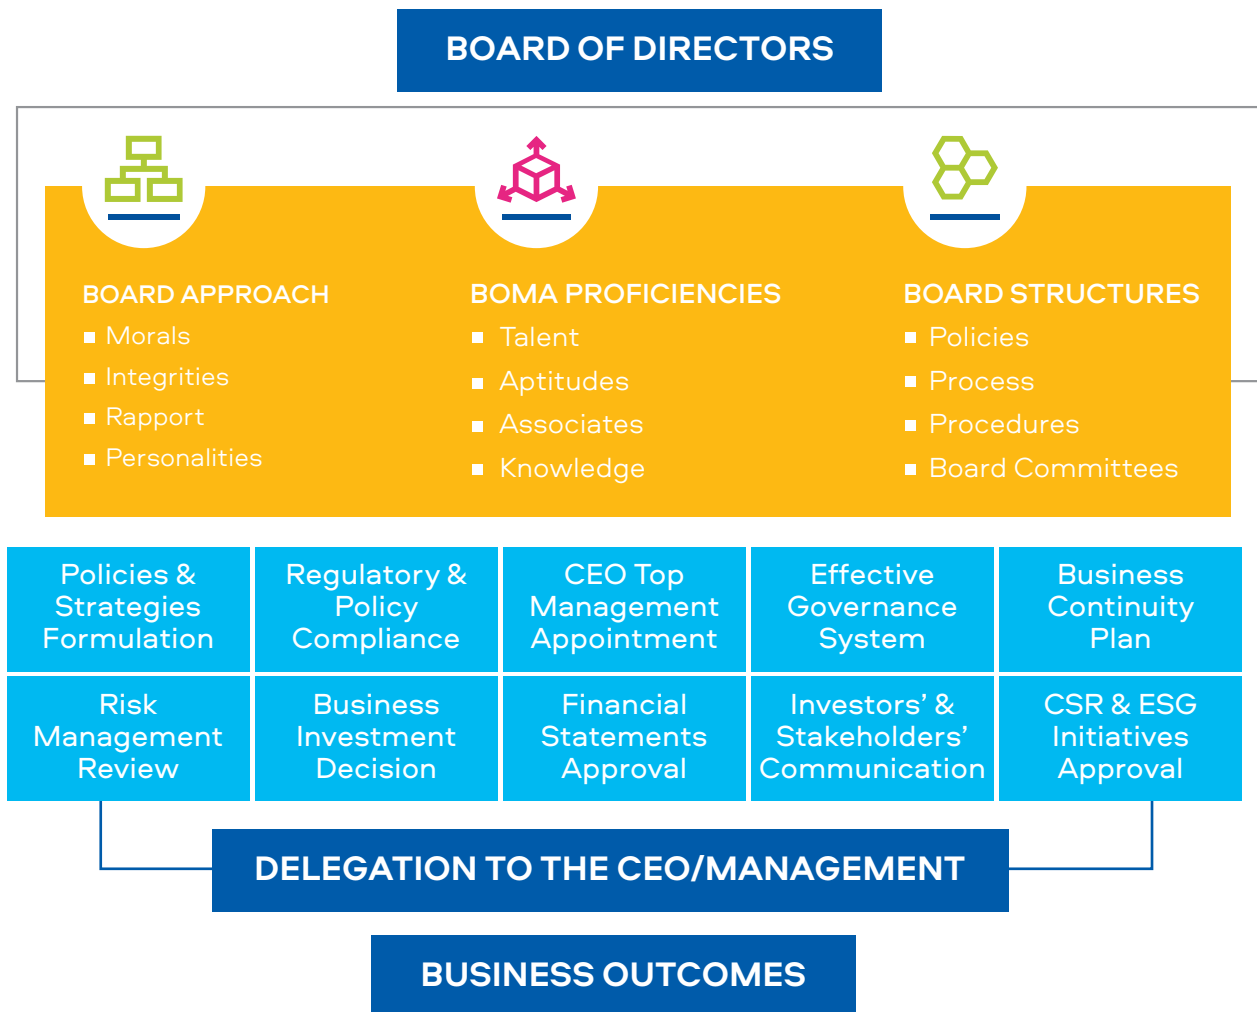 BOARD OF DIRECTORS
BOARD APPROACH
Morals
Integrities
Rapport
Personalities
BOMA PROFICIENCIES
Talent
Aptitudes
Associates
Knowledge
BOARD STRUCTURES
Policies
Process
Procedures
Board Committees
Policies &
Strategies
Formulation
Regulatory &
Policy
Compliance
CEO Top
Management
Appointment
Effective
Governance
System
Business
Continuity
Plan
Risk
Management
Review
Business
Investment
Decision
Financial
Statements
Approval
Investors’ &
Stakeholders’
Communication
CSR & ESG
Initiatives
Approval
DELEGATION TO THE CEO/MANAGEMENT
BUSINESS OUTCOMES